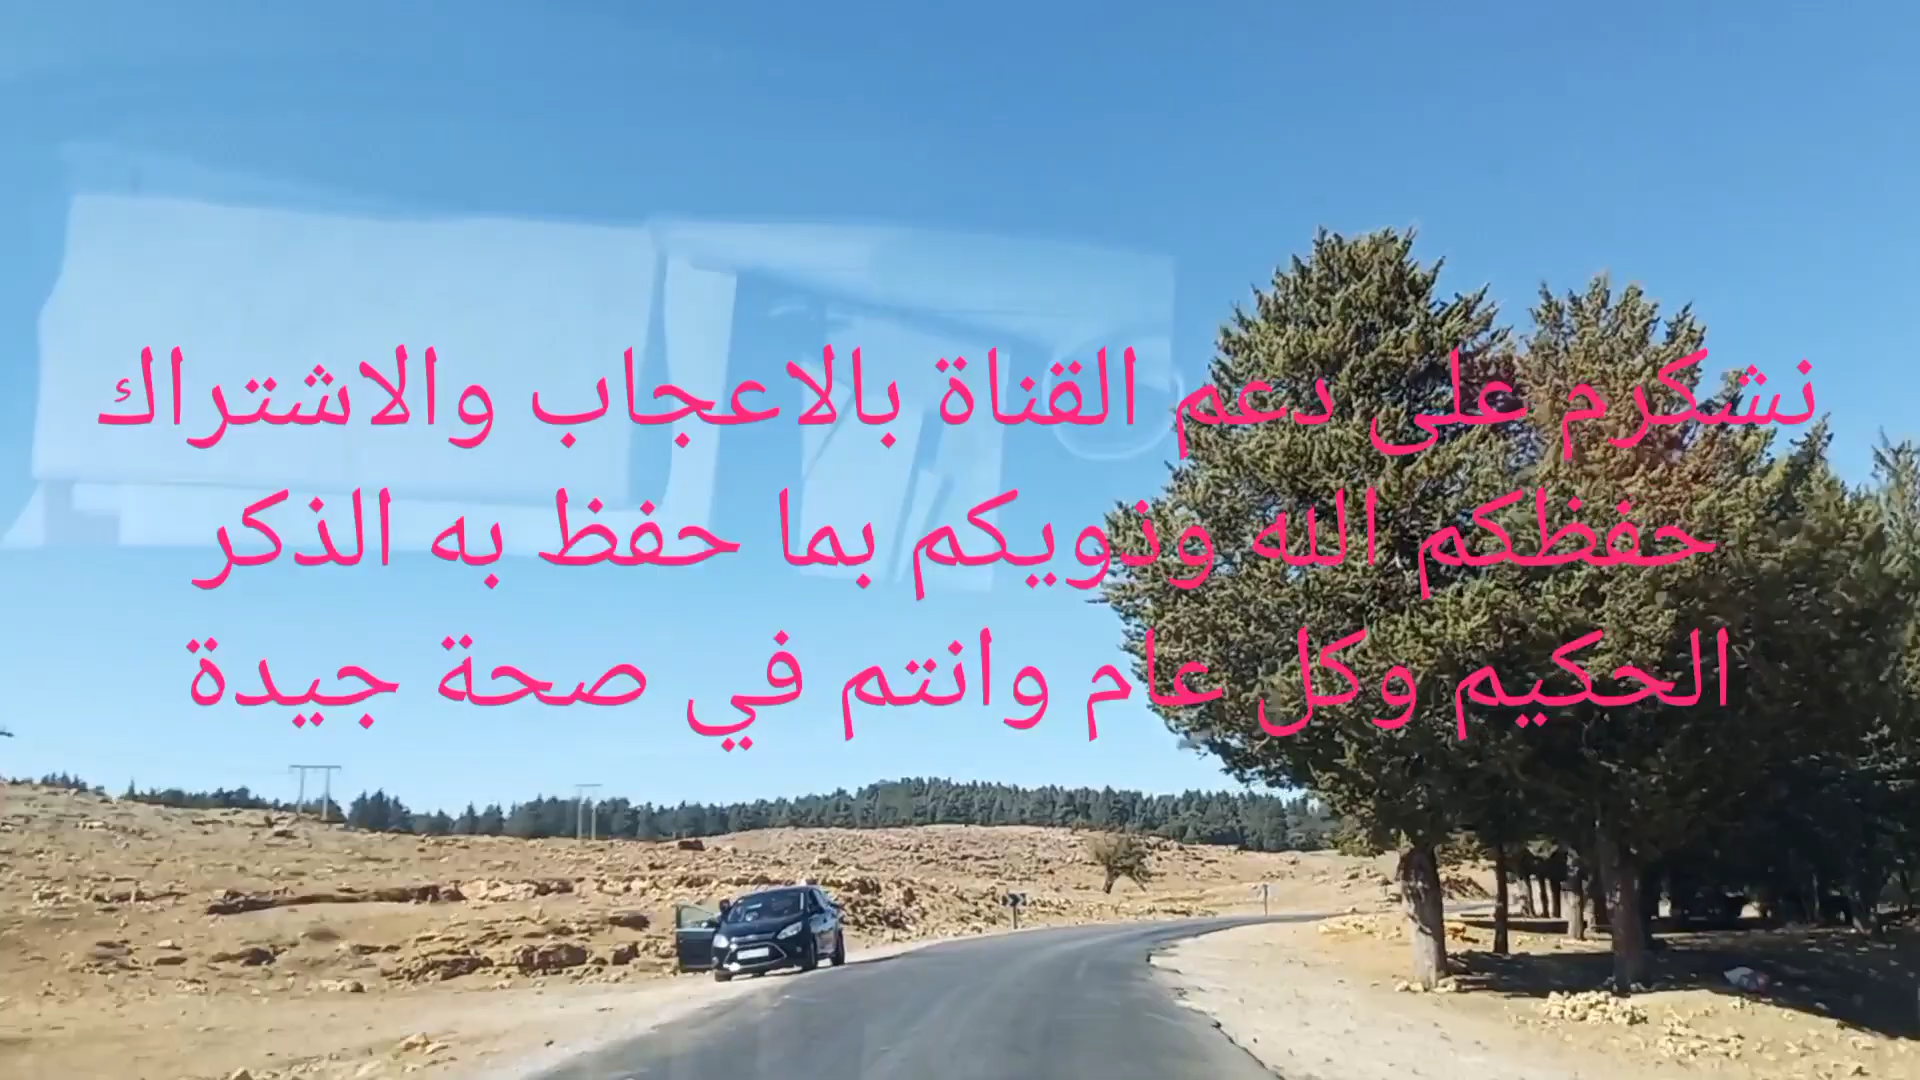 نشكرم على دعم القناة بالاعجاب والاشتراك
حفظكم الله وذويكم بما حفظ به الذكر
الحكيم وكل عام وانتم في صحة جيدة